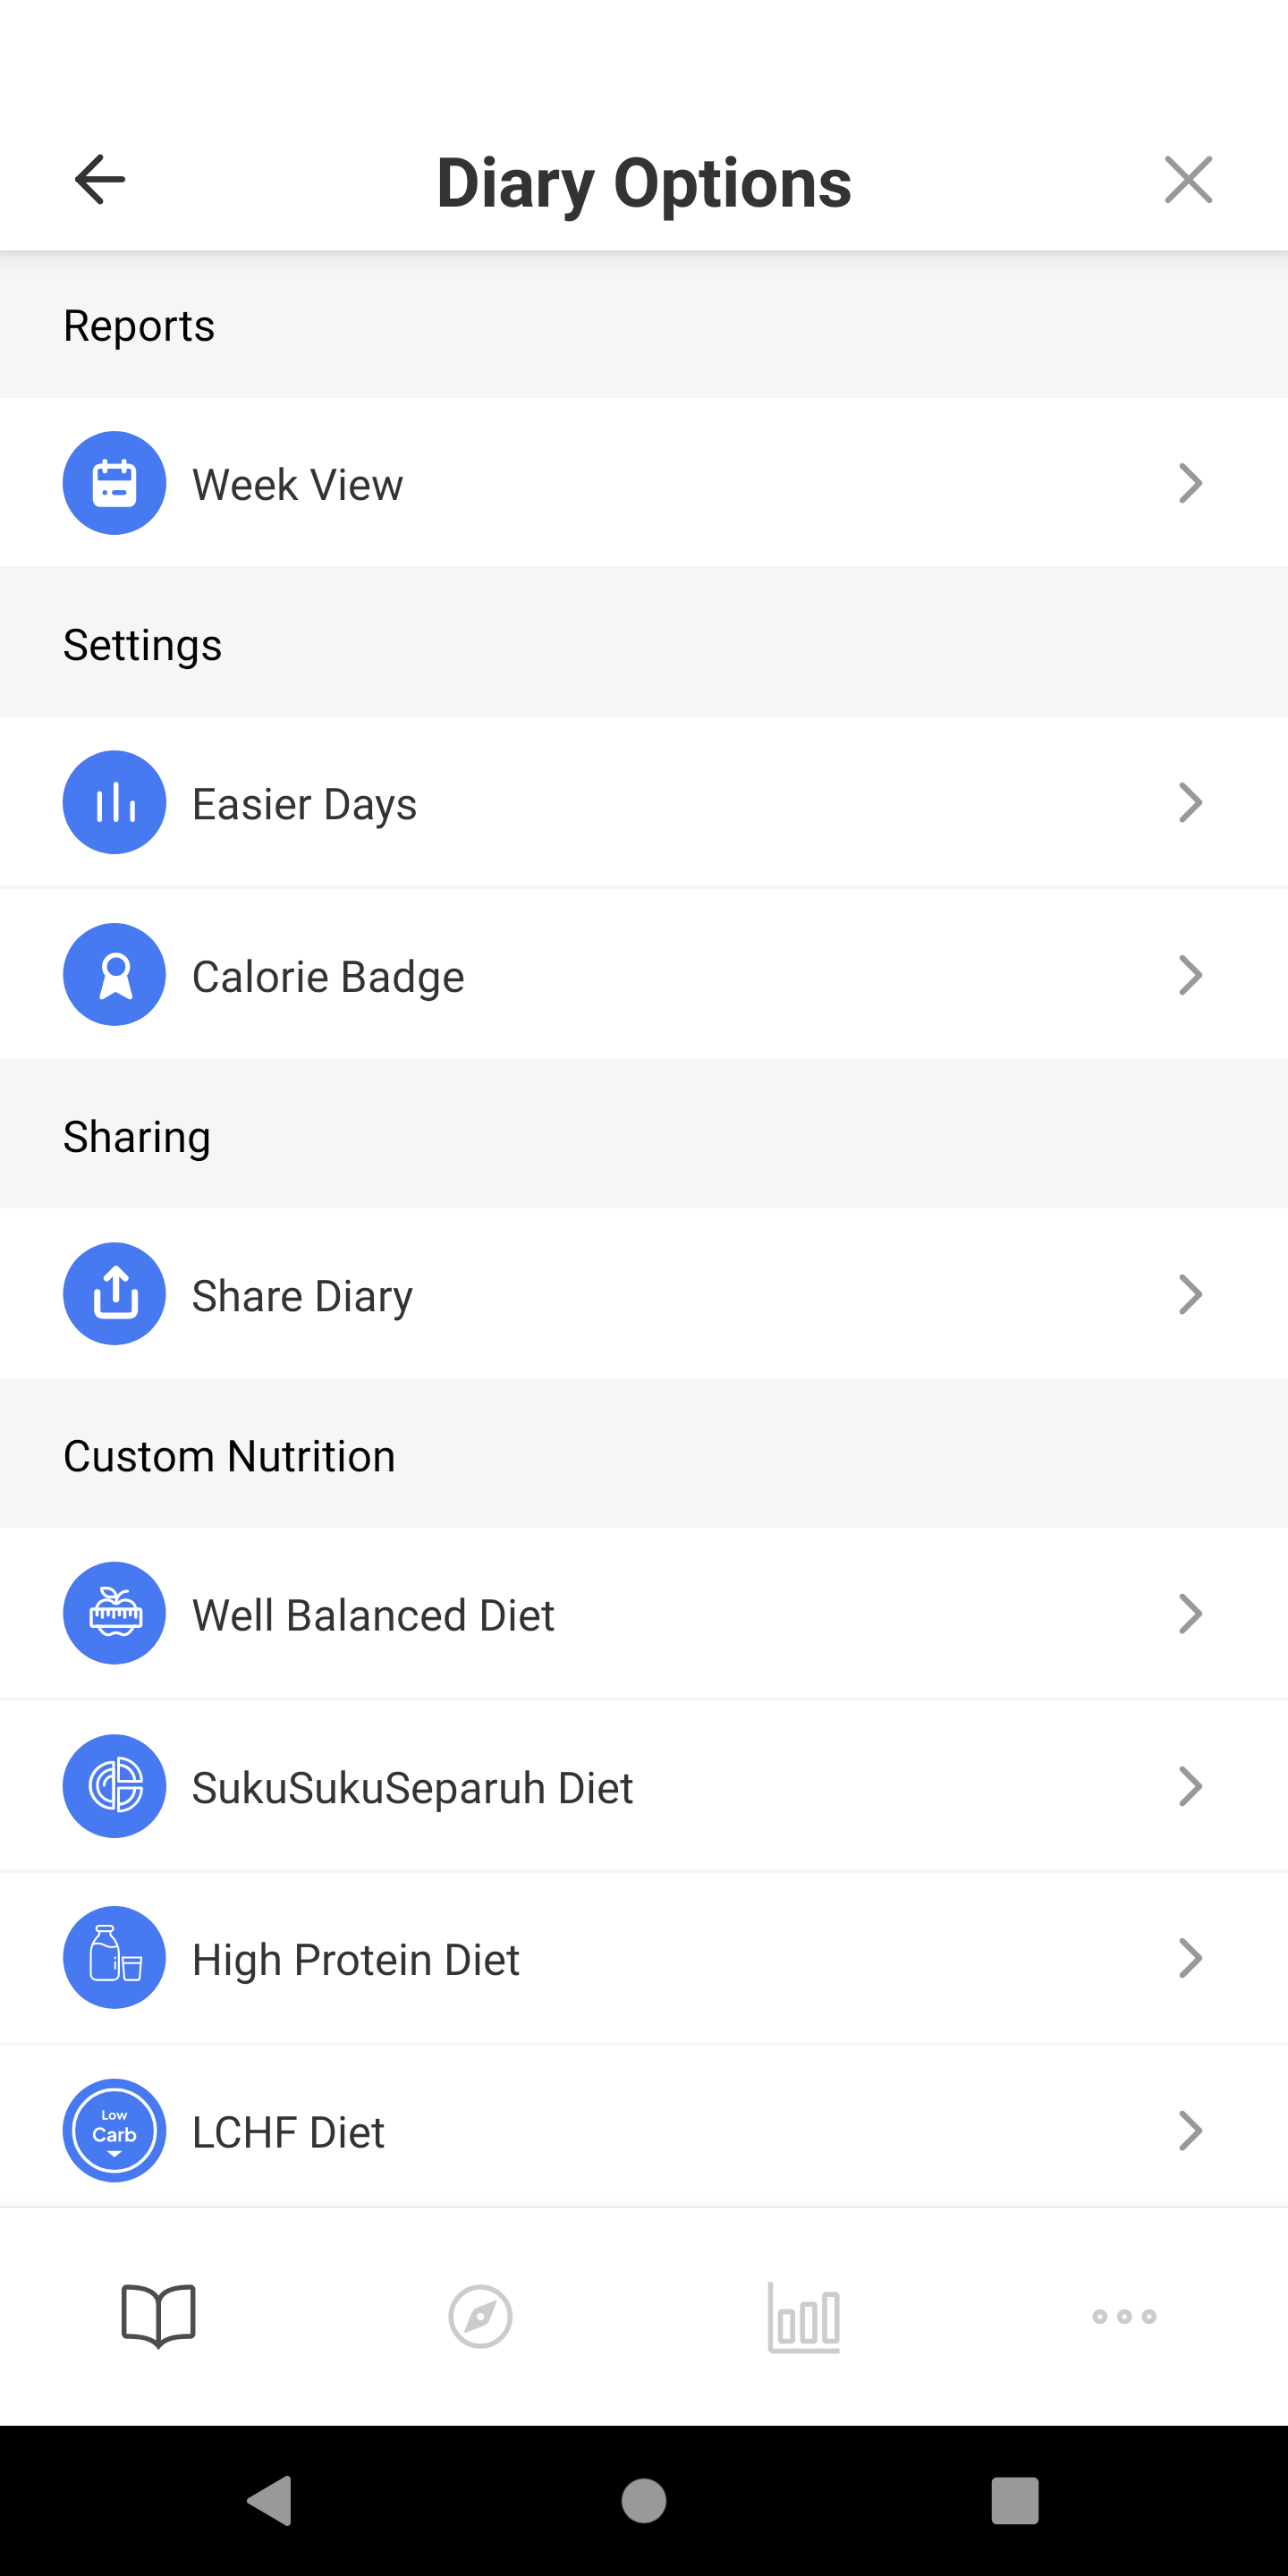 Diary Options
Reports
Week View
Settings
Easier Days
Calorie Badge
Sharing
Share Diary
Custom Nutrition
Well Balanced Diet
SukuSukuSeparuh Diet
High Protein Diet
Low
Carb
LCHF Diet